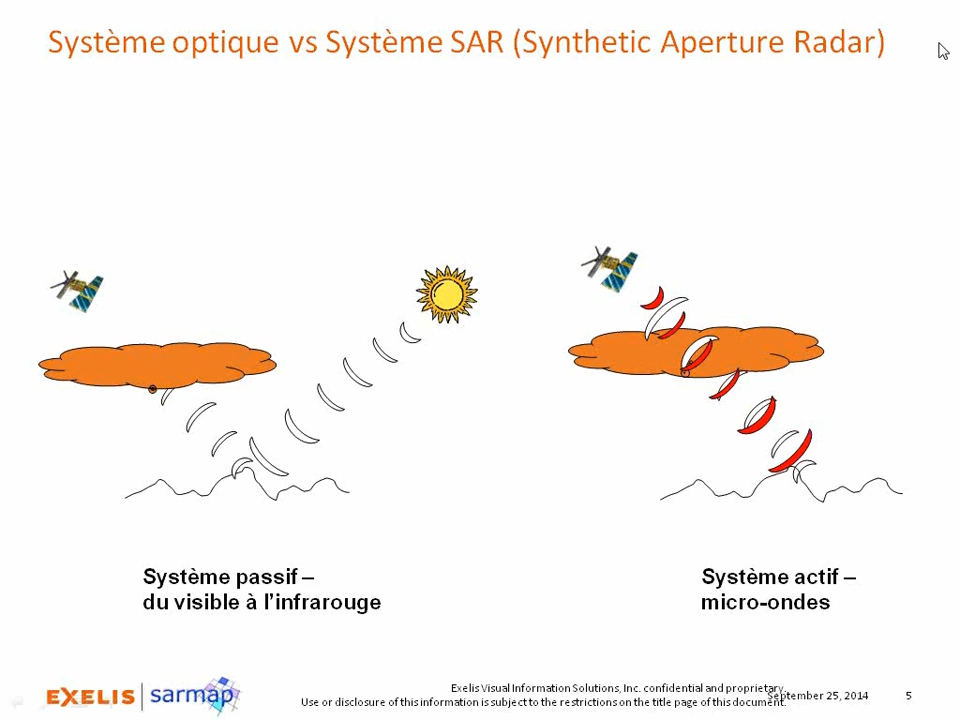 Système optique vs Système SAR (Synthetic Aperture Radar)
Système passif –
du visible à l’infrarouge
Système actif –
micro-ondes
EXELIS
sarmap
Exelis Visual Information Solutions, Inc. confidential and proprietary.
Use or disclosure of this information is subject to the restrictions on the title page of this document.
September 25, 2014
5